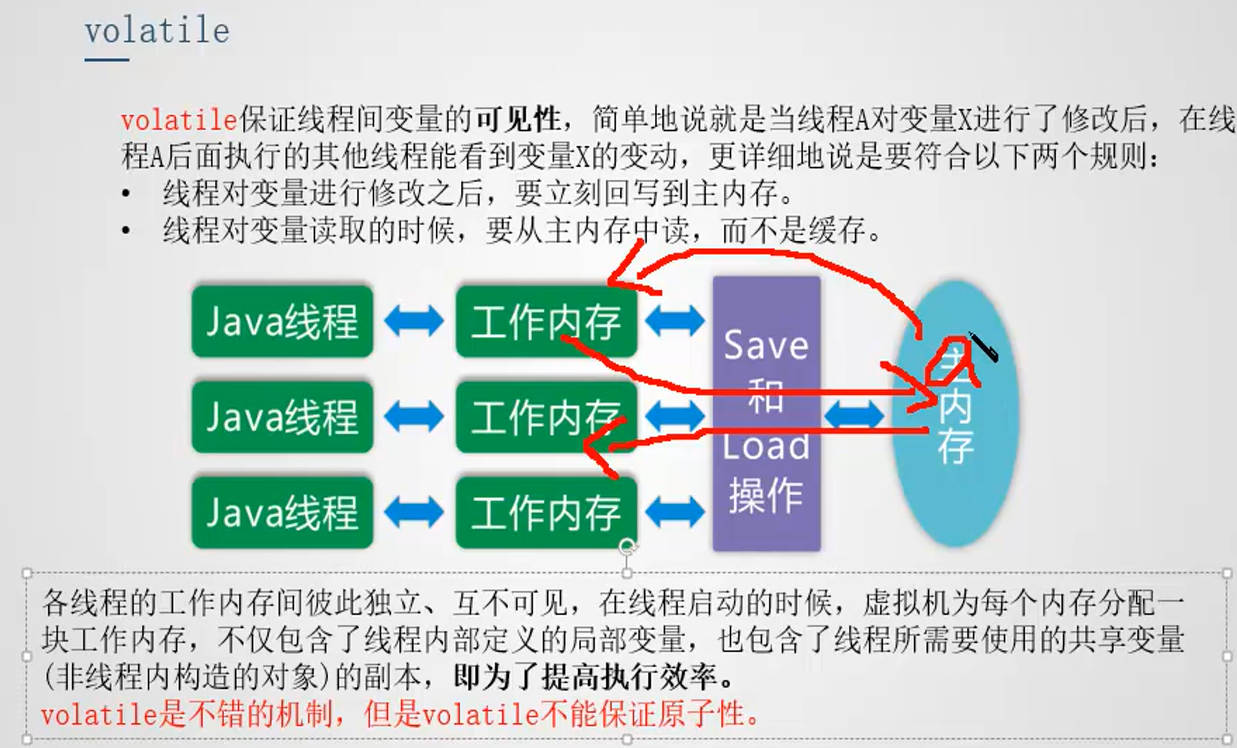 volatile
volatile保证线程间变量的可见性，简单地说就是当线程A对变量X进行了修改后，在线
程A后面执行的其他线程能看到变量X的变动，更详细地说是要符合以下两个规则：
• 线程对变量进行修改之后，要立刻回写到主内存。
• 线程对变量读取的时候，要从主内存中读，而不是缓存。
Java线程
工作内存
Java线程
工作内存
Java线程
工作内存
Save
和
Load
操作
主
内
存
各线程的工作内存间彼此独立、互不可见，在线程启动的时候，虚拟机为每个内存分配一
块工作内存，不仅包含了线程内部定义的局部变量，也包含了线程所需要使用的共享变量
(非线程内构造的对象)的副本，即为了提高执行效率。
volatile是不错的机制，但是volatile不能保证原子性。